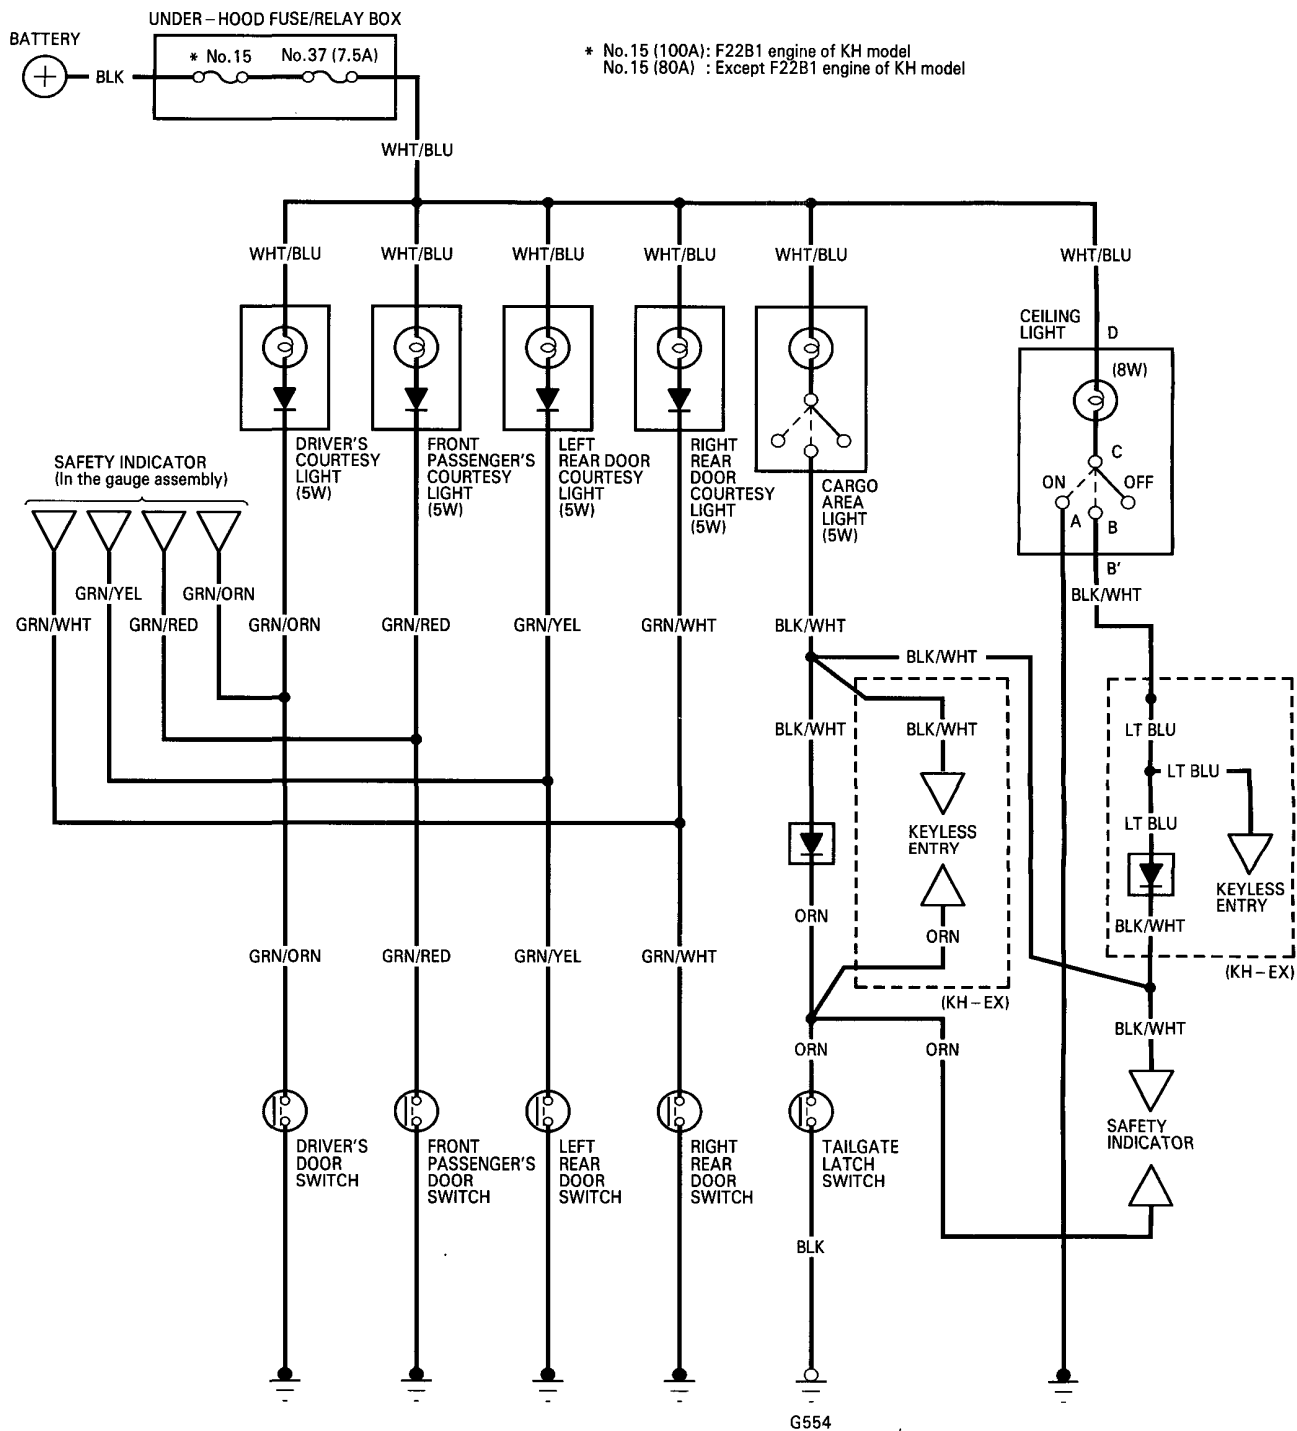 UNDER-HOOD FUSE/RELAY BOX
BATTERY
BLK
* No.15
No.37 (7.5A)
* No.15 (100A): F22B1 engine of KH model
No.15 (80A) : Except F22B1 engine of KH model
WHT/BLU
WHT/BLU
WHT/BLU
WHT/BLU
WHT/BLU
WHT/BLU
WHT/BLU
CEILING
LIGHT
D
(8W)
C
ON
OFF
A
B
B'
DRIVER'S
COURTESY
LIGHT
(5W)
FRONT
PASSENGER'S
COURTESY
LIGHT
(5W)
LEFT
REAR DOOR
COURTESY
LIGHT
(5W)
RIGHT
REAR
DOOR
COURTESY
LIGHT
(5W)
CARGO
AREA
LIGHT
(5W)
SAFETY INDICATOR
(In the gauge assembly)
GRN/YEL
GRN/ORN
BLK/WHT
GRN/WHT
GRN/RED
GRN/ORN
GRN/RED
GRN/YEL
GRN/WHT
BLK/WHT
BLK/WHT
BLK/WHT
BLK/WHT
LT BLU
LT BLU
LT BLU
KEYLESS
ENTRY
KEYLESS
ENTRY
ORN
ORN
BLK/WHT
GRN/ORN
GRN/RED
GRN/YEL
GRN/WHT
(KH-EX)
(KH-EX)
BLK/WHT
ORN
ORN
SAFETY
INDICATOR
DRIVER'S
DOOR
SWITCH
FRONT
PASSENGER'S
DOOR
SWITCH
LEFT
REAR
DOOR
SWITCH
RIGHT
REAR
DOOR
SWITCH
TAILGATE
LATCH
SWITCH
BLK
G554